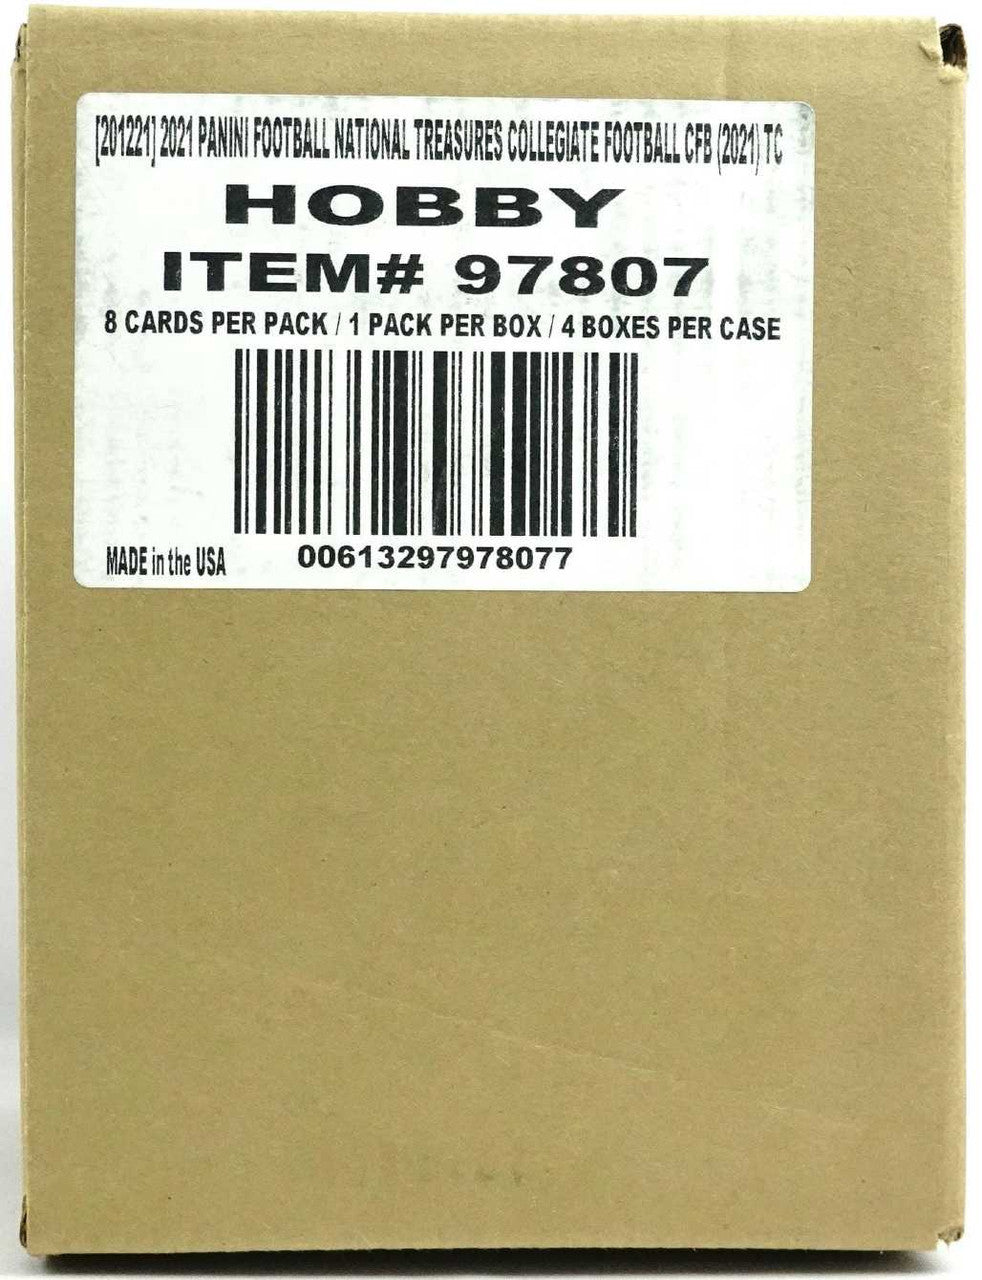 [201221] 2021 PANINI FOOTBALL NATIONAL TREASURES COLLEGIATE FOOTBALL CFB (2021) TC
HOBBY
ITEM# 97807
8 CARDS PER PACK / 1 PACK PER BOX / 4 BOXES PER CASE
MADE in the USA 00613297978077